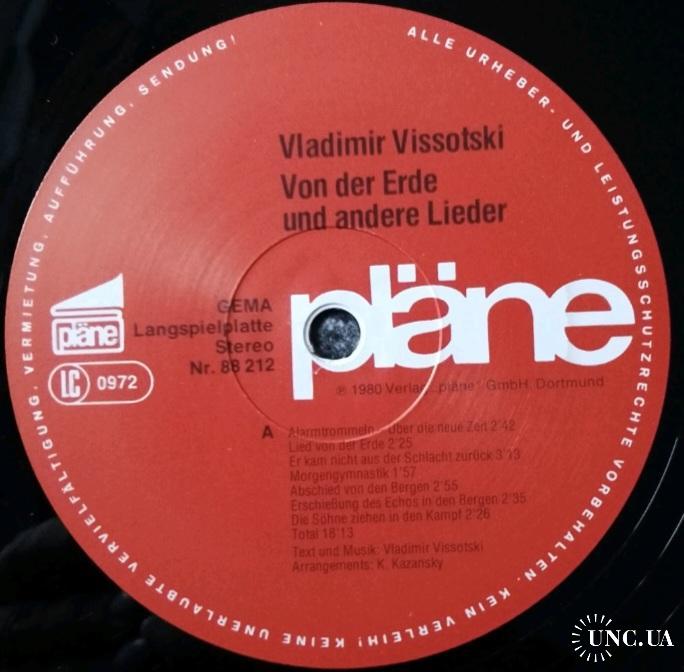 ALLE URHEBER- UND LEISTUNGSSCHUTZRECHTE VORBEHALTEN. KEIN VERLEIH! KEINE UNERLAUBTE VERVIELFÄLTIGUNG, VERMIETUNG, AUFFÜHRUNG, SENDUNG!
Vladimir Vissotski
Von der Erde
und andere Lieder
pläne
GEMA
Langspielplatte
Stereo
Nr. 88 212
pläne
LC 0972
℗ 1980 Verlag „pläne“ GmbH, Dortmund
A
Alarmtrommeln - Über die neue Zeit 2'42
Lied von der Erde 2'25
Er kam nicht aus der Schlacht zurück 3'13
Morgengymnastik 1'57
Abschied von den Bergen 2'55
Erschießung des Echos in den Bergen 2'35
Die Söhne ziehen in den Kampf 2'26
Total 18'13
Text und Musik: Vladimir Vissotski
Arrangements: K. Kazansky
UNC.UA